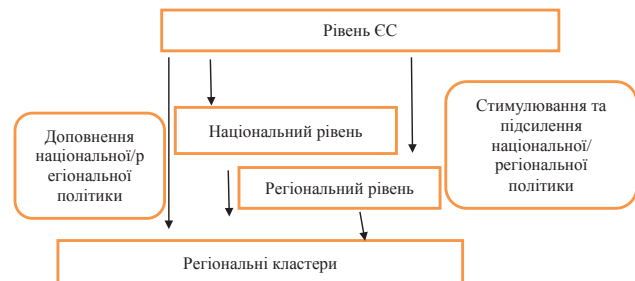 Рівень ЄС
Доповнення
національної/р
егіональної
політики
Національний рівень
Регіональний рівень
Стимулювання та
підсилення
національної/
регіональної
політики
Регіональні кластери